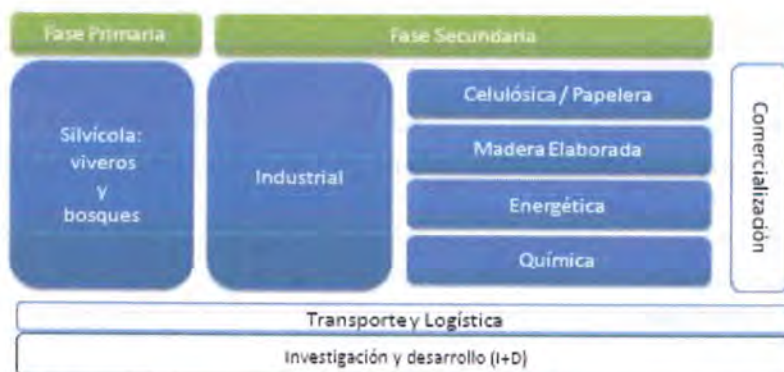 Fase Primaria
Fase Secundaria
Silvícola:
viveros
y
bosques
Industrial
Celulósica / Papelera
Madera Elaborada
Energética
Química
Comercialización
Transporte y Logística
Investigación y desarrollo (I+D)